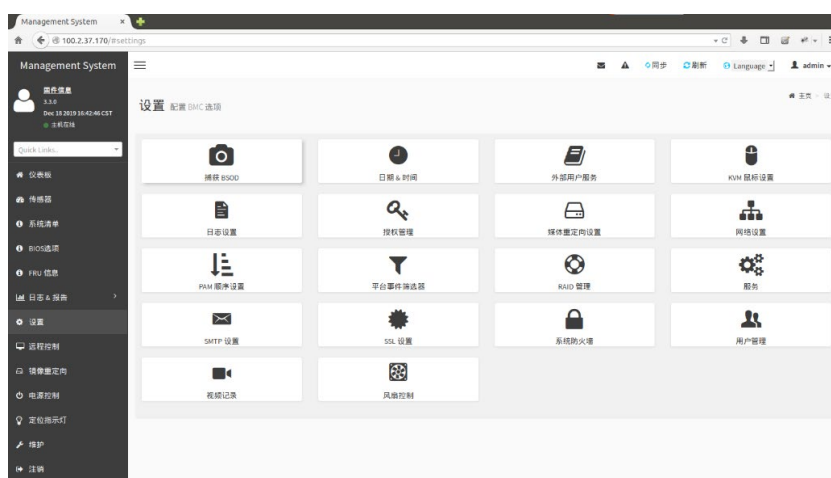 Management System
100.2.37.170/#settings
Management System
同步
刷新
Language
admin
固件信息
3.3.0
Dec 18 2019 16:42:46 CST
主机在线
设置 配置 BMC 选项
主页
Quick Links..
捕获 BSOD
日期 & 时间
外部用户服务
KVM 鼠标设置
仪表板
传感器
日志设置
授权管理
媒体重定向设置
网络设置
系统清单
BIOS选项
PAM 顺序设置
平台事件筛选器
RAID 管理
服务
FRU 信息
日志 & 报告
设置
SMTP 设置
SSL 设置
系统防火墙
用户管理
远程控制
镜像重定向
视频记录
风扇控制
电源控制
定位指示灯
维护
注销